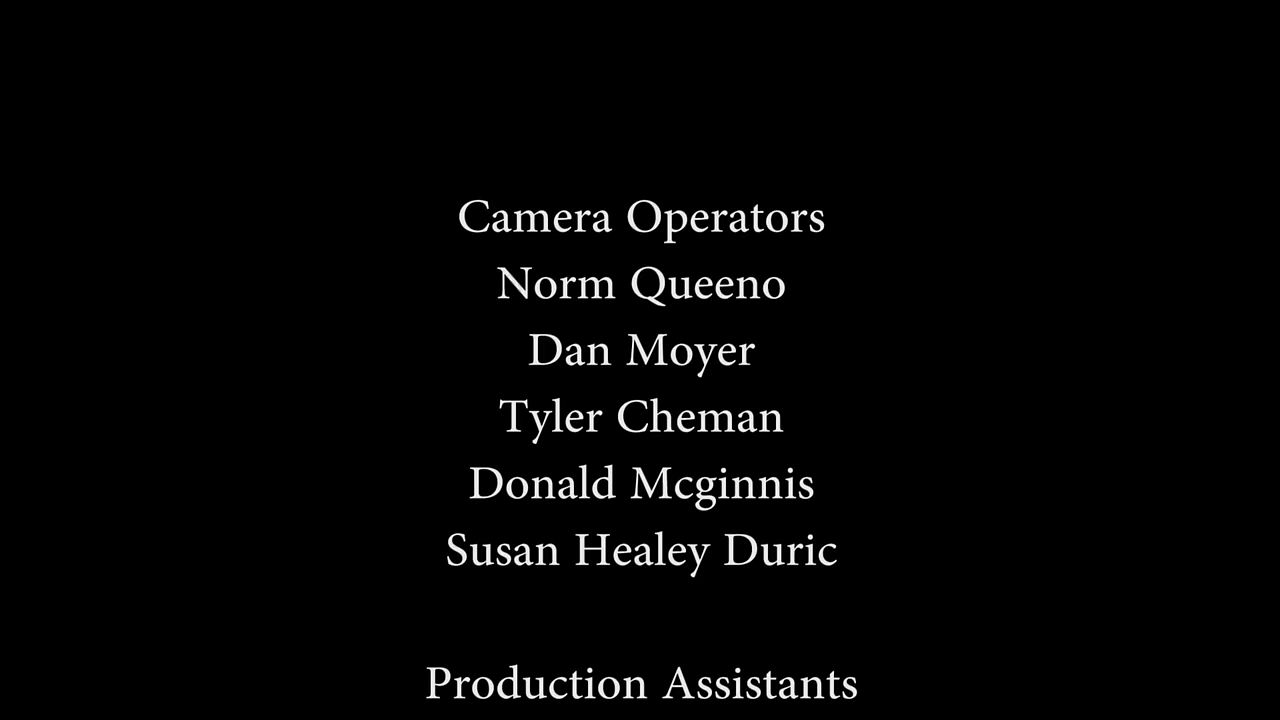 Camera Operators
Norm Queeno
Dan Moyer
Tyler Cheman
Donald Mcginnis
Susan Healey Duric
Production Assistants